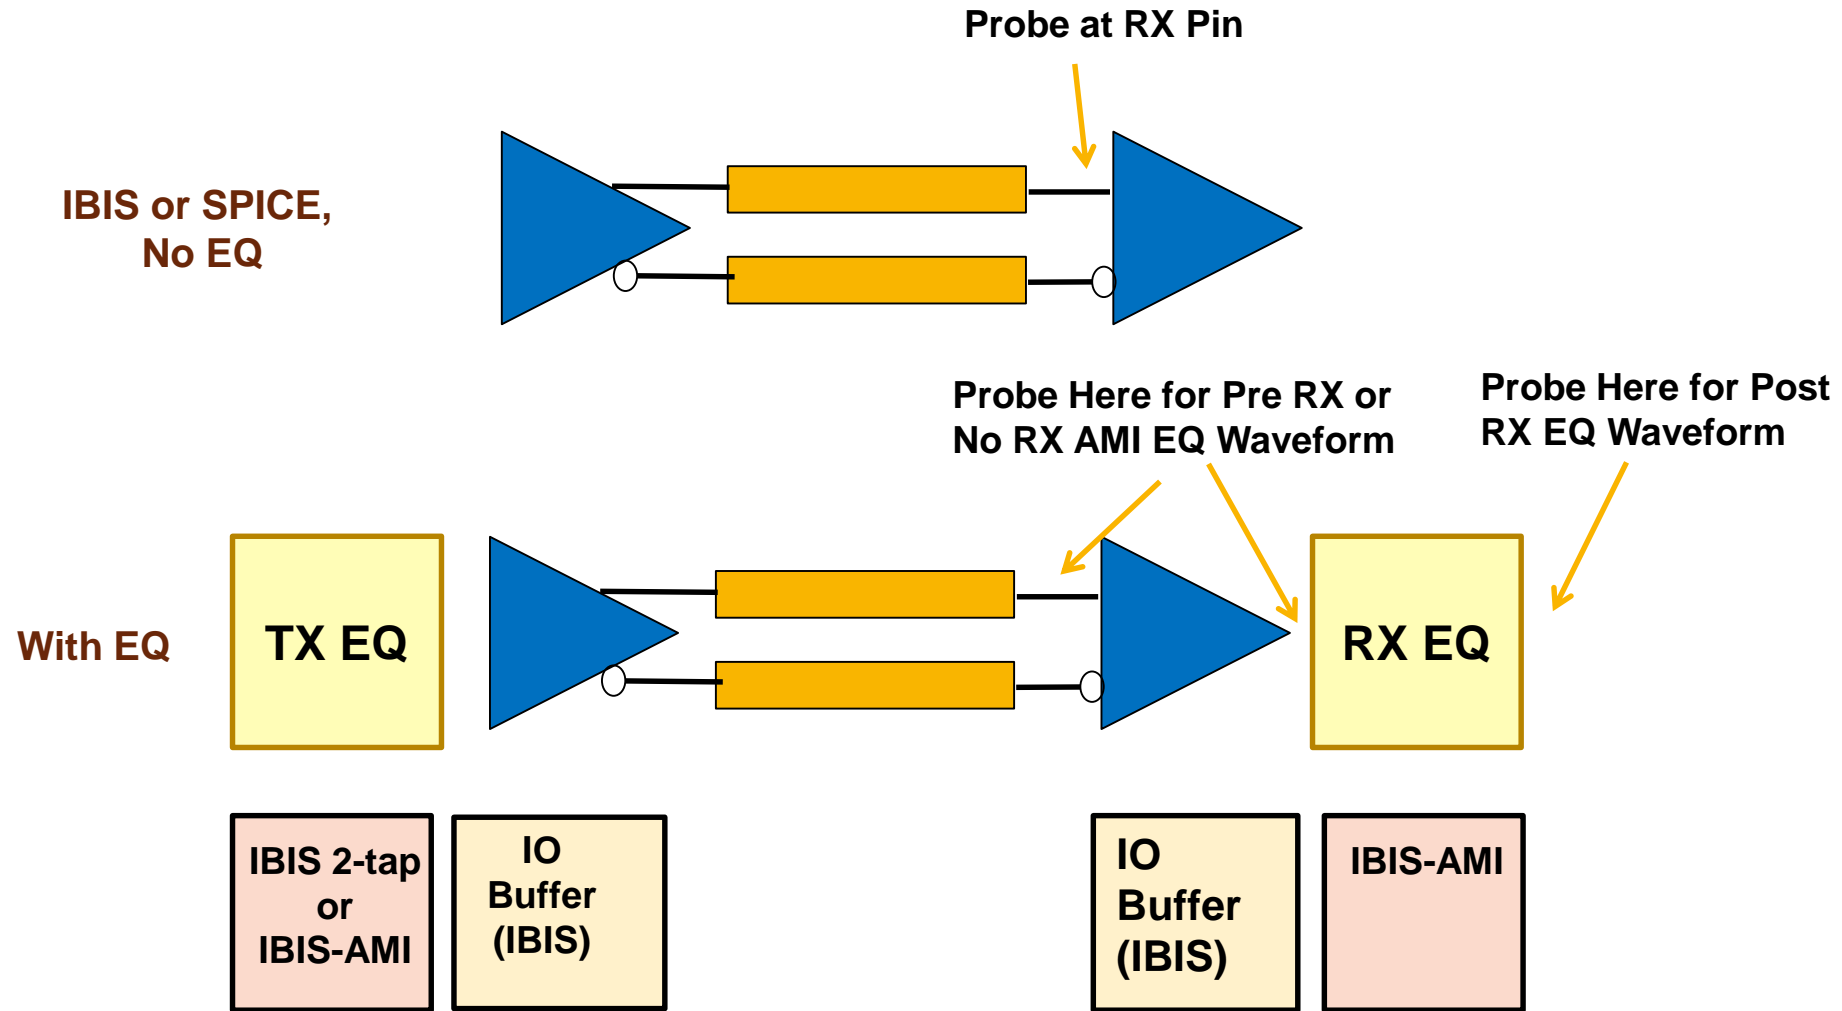 Probe at RX Pin
IBIS or SPICE,
No EQ
Probe Here for Pre RX or
No RX AMI EQ Waveform
Probe Here for Post
RX EQ Waveform
With EQ
TX EQ
RX EQ
IBIS 2-tap
or
IBIS-AMI
IO
Buffer
(IBIS)
IO
Buffer
(IBIS)
IBIS-AMI